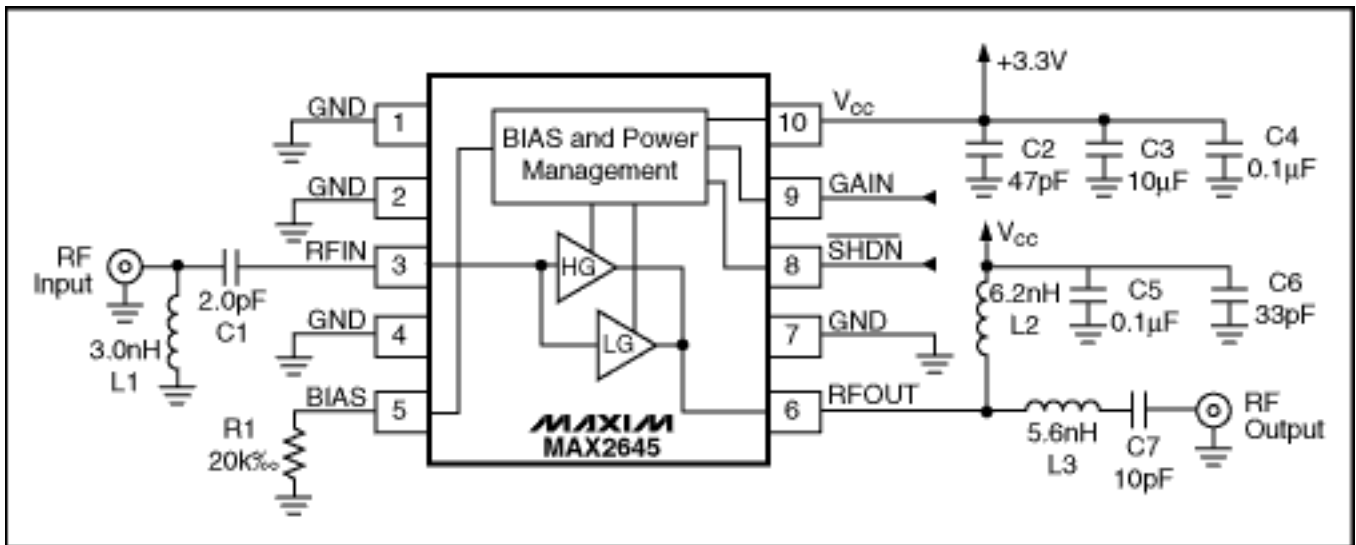 +3.3V
GND
1
BIAS and Power
Management
10
VCC
C2
47pF
C3
10µF
C4
0.1µF
GND
2
9
GAIN
RF
Input
RFIN
3
HG
8
SHDN
VCC
2.0pF
C1
6.2nH
L2
C5
0.1µF
C6
33pF
3.0nH
L1
GND
4
LG
7
GND
BIAS
5
6
RFOUT
R1
20k‰
MAXIM
MAX2645
5.6nH
L3
C7
10pF
RF
Output